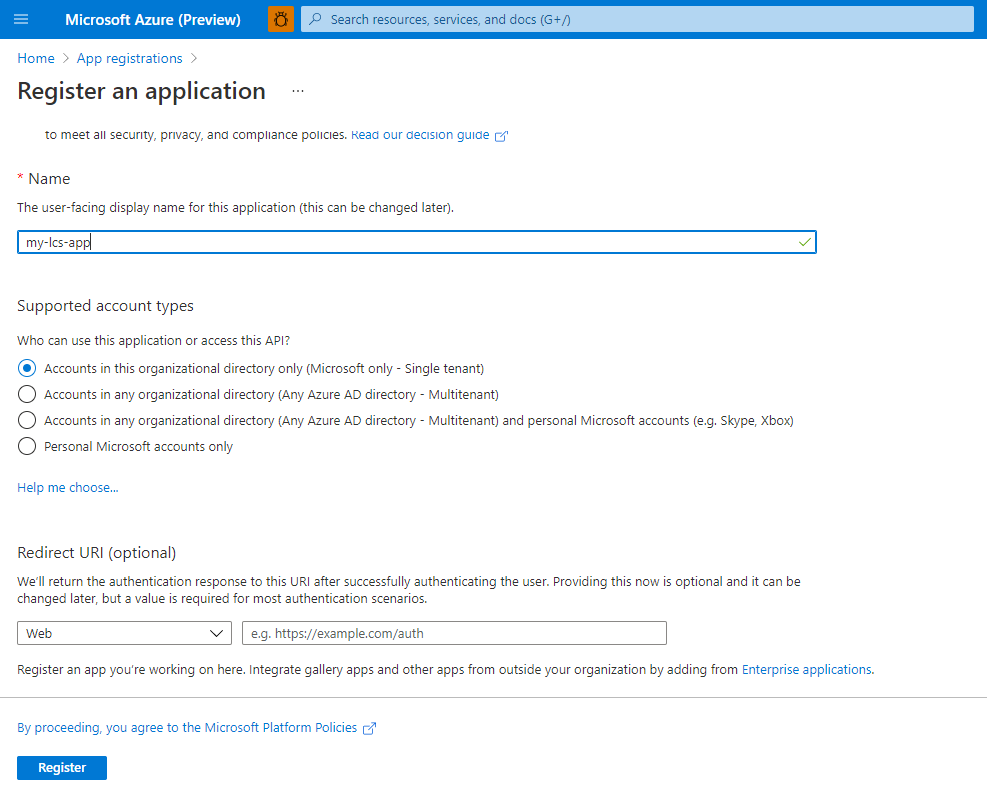 Microsoft Azure (Preview)
Search resources, services, and docs (G+/)
Home > App registrations >
Register an application ...
to meet all security, privacy, and compliance policies. Read our decision guide
* Name
The user-facing display name for this application (this can be changed later).
my-lcs-app
Supported account types
Who can use this application or access this API?
Accounts in this organizational directory only (Microsoft only - Single tenant)
Accounts in any organizational directory (Any Azure AD directory - Multitenant)
Accounts in any organizational directory (Any Azure AD directory - Multitenant) and personal Microsoft accounts (e.g. Skype, Xbox)
Personal Microsoft accounts only
Help me choose...
Redirect URI (optional)
We'll return the authentication response to this URI after successfully authenticating the user. Providing this now is optional and it can be
changed later, but a value is required for most authentication scenarios.
Web
e.g. https://example.com/auth
Register an app you're working on here. Integrate gallery apps and other apps from outside your organization by adding from Enterprise applications.
By proceeding, you agree to the Microsoft Platform Policies
Register